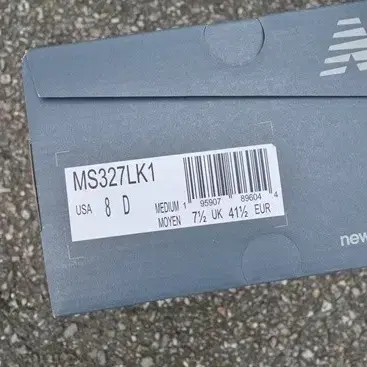 MS327LK1
USA 8 D MEDIUM
MOYEN 7½ UK 41½ EUR
1 95907 89604 4
new